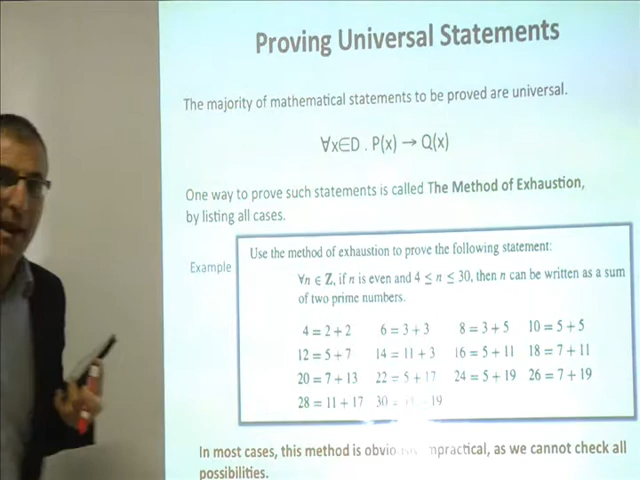 Proving Universal Statements
The majority of mathematical statements to be proved are universal.
∀x∈D . P(x) → Q(x)
One way to prove such statements is called The Method of Exhaustion,
by listing all cases.
Example
Use the method of exhaustion to prove the following statement:
∀n ∈ Z, if n is even and 4 ≤ n ≤ 30, then n can be written as a sum
of two prime numbers.
4 = 2 + 2 6 = 3 + 3 8 = 3 + 5 10 = 5 + 5
12 = 5 + 7 14 = 11 + 3 16 = 5 + 11 18 = 7 + 11
20 = 7 + 13 22 = 5 + 17 24 = 5 + 19 26 = 7 + 19
28 = 11 + 17 30 = 19
In most cases, this method is impractical, as we cannot check all
possibilities.